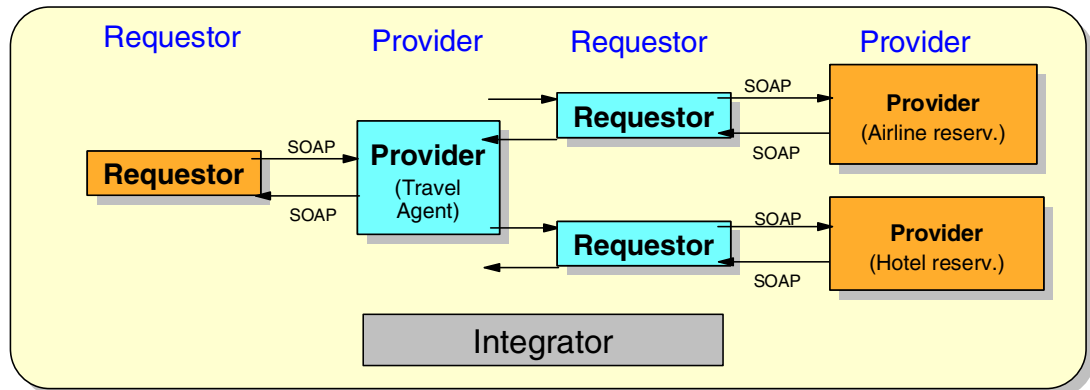 Requestor
Provider
Requestor
Provider
Requestor
SOAP
SOAP
Provider
(Travel
Agent)
Requestor
SOAP
SOAP
Provider
(Airline reserv.)
Requestor
SOAP
SOAP
Provider
(Hotel reserv.)
Integrator